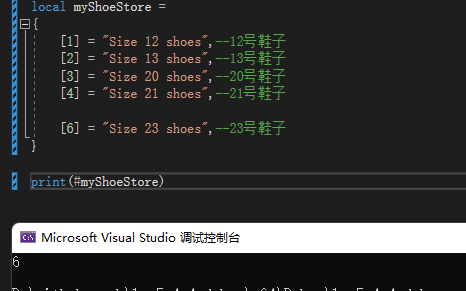 local myShoeStore =
{
[1] = "Size 12 shoes",--12号鞋子
[2] = "Size 13 shoes",--13号鞋子
[3] = "Size 20 shoes",--20号鞋子
[4] = "Size 21 shoes",--21号鞋子
[6] = "Size 23 shoes",--23号鞋子
}
print(#myShoeStore)
Microsoft Visual Studio 调试控制台
6